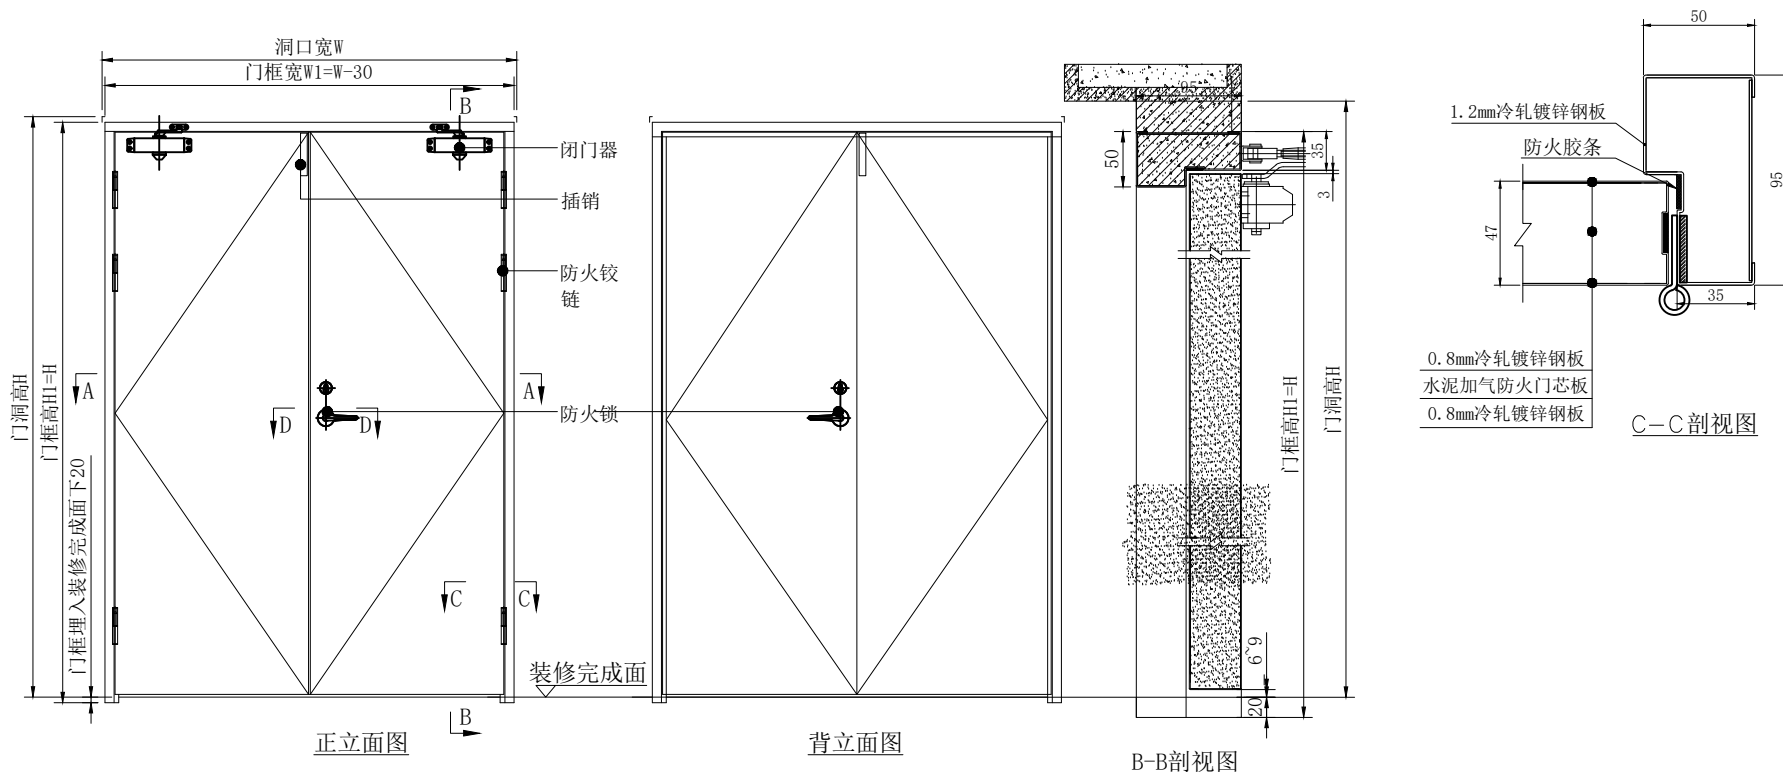 洞口宽W
门框宽W1=W-30
B
闭门器
插销
防火铰
链
A
A
D
D
防火锁
门洞高H
门框高H1=H
门框埋入装修完成面下20
C
C
装修完成面
B
正立面图
背立面图
95
50
35
3
门框高H1=H
门洞高H
6~9
20
B-B剖视图
50
1.2mm冷轧镀锌钢板
防火胶条
95
47
35
0.8mm冷轧镀锌钢板
水泥加气防火门芯板
0.8mm冷轧镀锌钢板
C-C剖视图